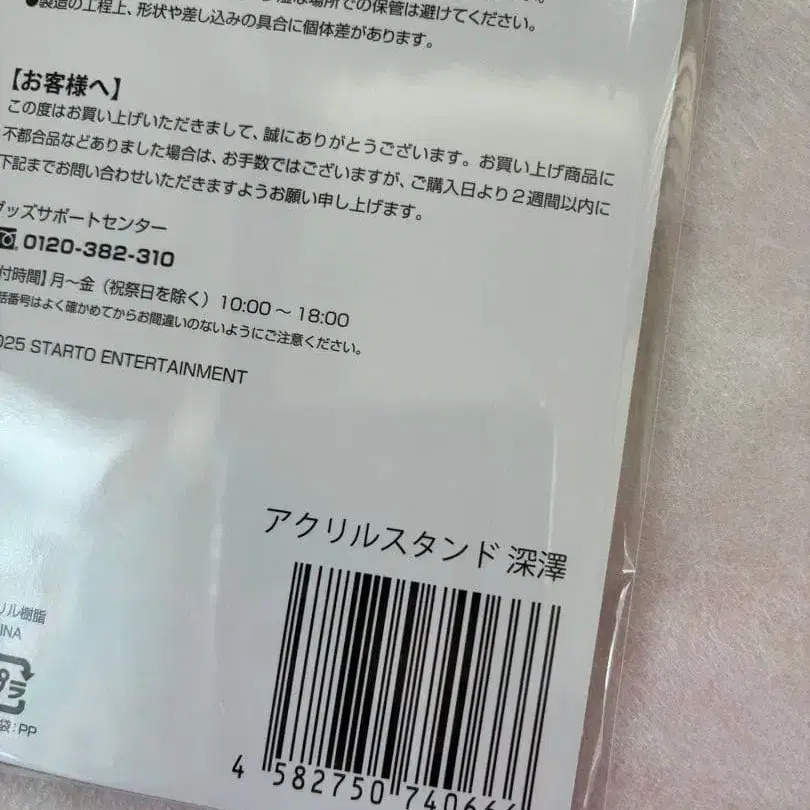 ●製造の工程上、形状や差し込みの具合に個体差があります。
【お客様へ】
この度はお買い上げいただきまして、誠にありがとうございます。お買い上げ商品に
不都合品などありました場合は、お手数ではございますが、ご購入日より2週間以内に
下記までお問い合わせいただきますようお願い申し上げます。
グッズサポートセンター
0120-382-310
付時間】月~金(祝祭日を除く)10:00~18:00
話番号はよく確かめてからお間違いのないようにご注意ください。
025 STARTO ENTERTAINMENT
アクリルスタンド 深澤
リル樹脂
INA
プラ
袋:PP
4 582750 74066